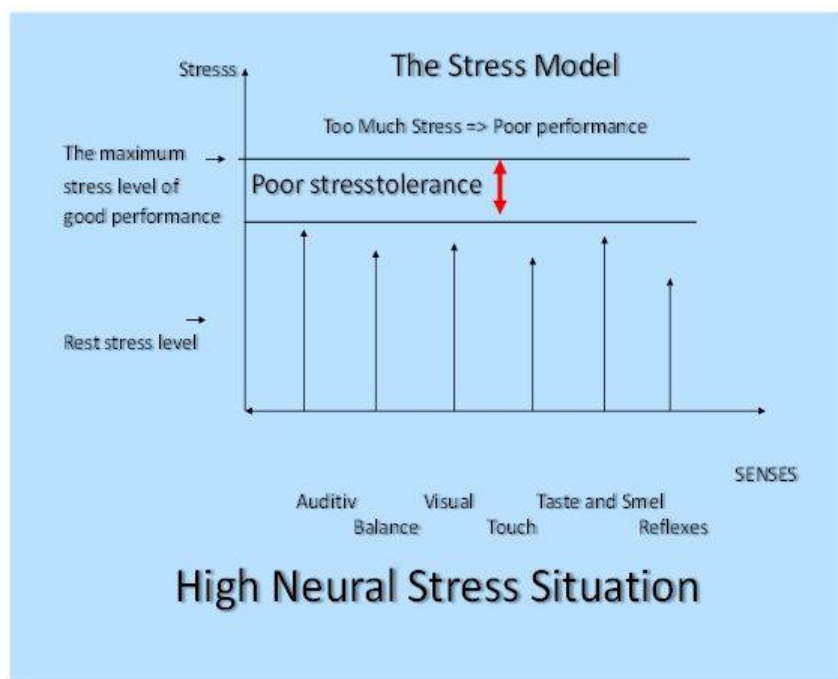 The Stress Model
Stresss
Too Much Stress => Poor performance
The maximum
stress level of
good performance
Poor stresstolerance
Rest stress level
SENSES
Auditiv
Visual
Taste and Smel
Balance
Touch
Reflexes
High Neural Stress Situation